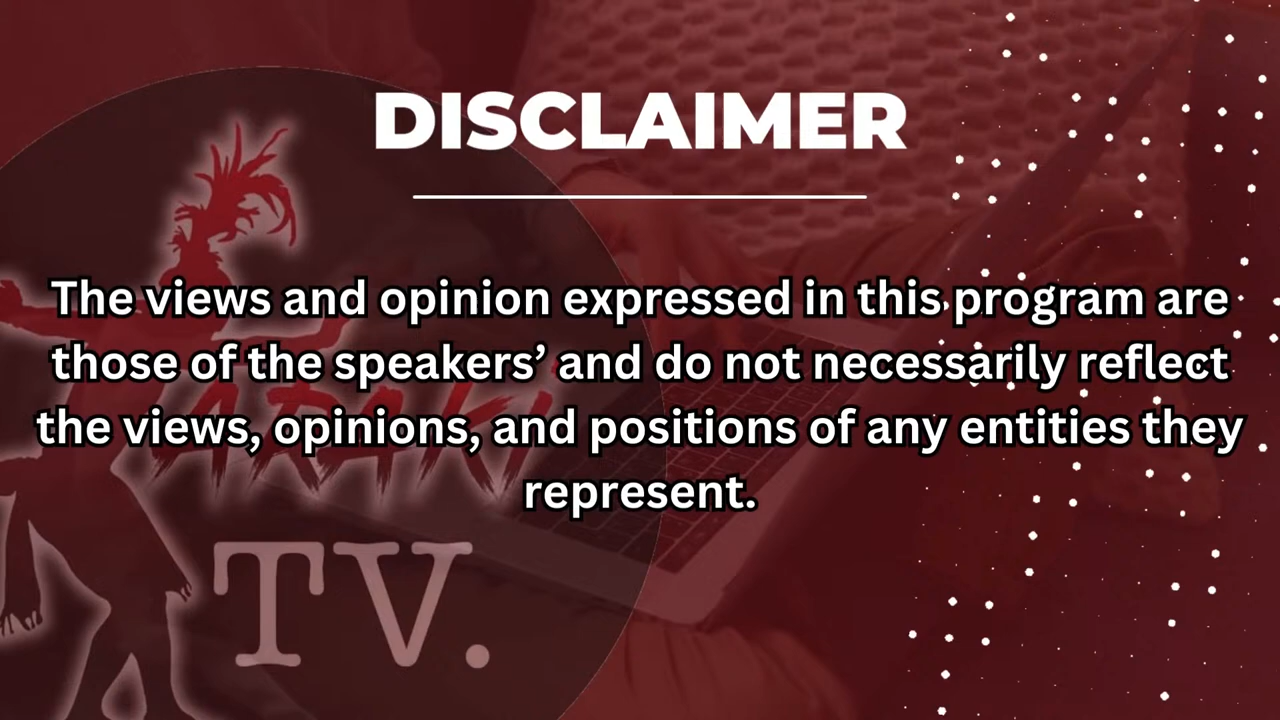 DISCLAIMER
The views and opinion expressed in this program are
those of the speakers’ and do not necessarily reflect
the views, opinions, and positions of any entities they
represent.
ARAKI
TV.